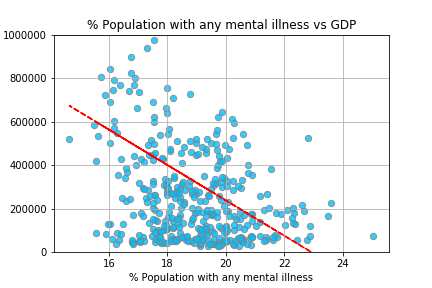 % Population with any mental illness vs GDP
1000000
800000
600000
400000
200000
0
16 18 20 22 24
% Population with any mental illness